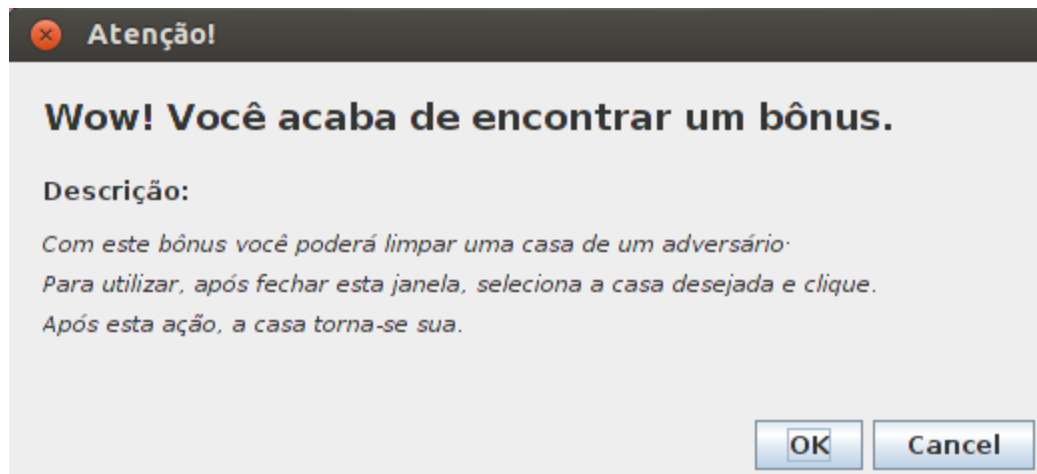 Atenção!
Wow! Você acaba de encontrar um bônus.
Descrição:
Com este bônus você poderá limpar uma casa de um adversário·
Para utilizar, após fechar esta janela, seleciona a casa desejada e clique.
Após esta ação, a casa torna-se sua.
OK Cancel